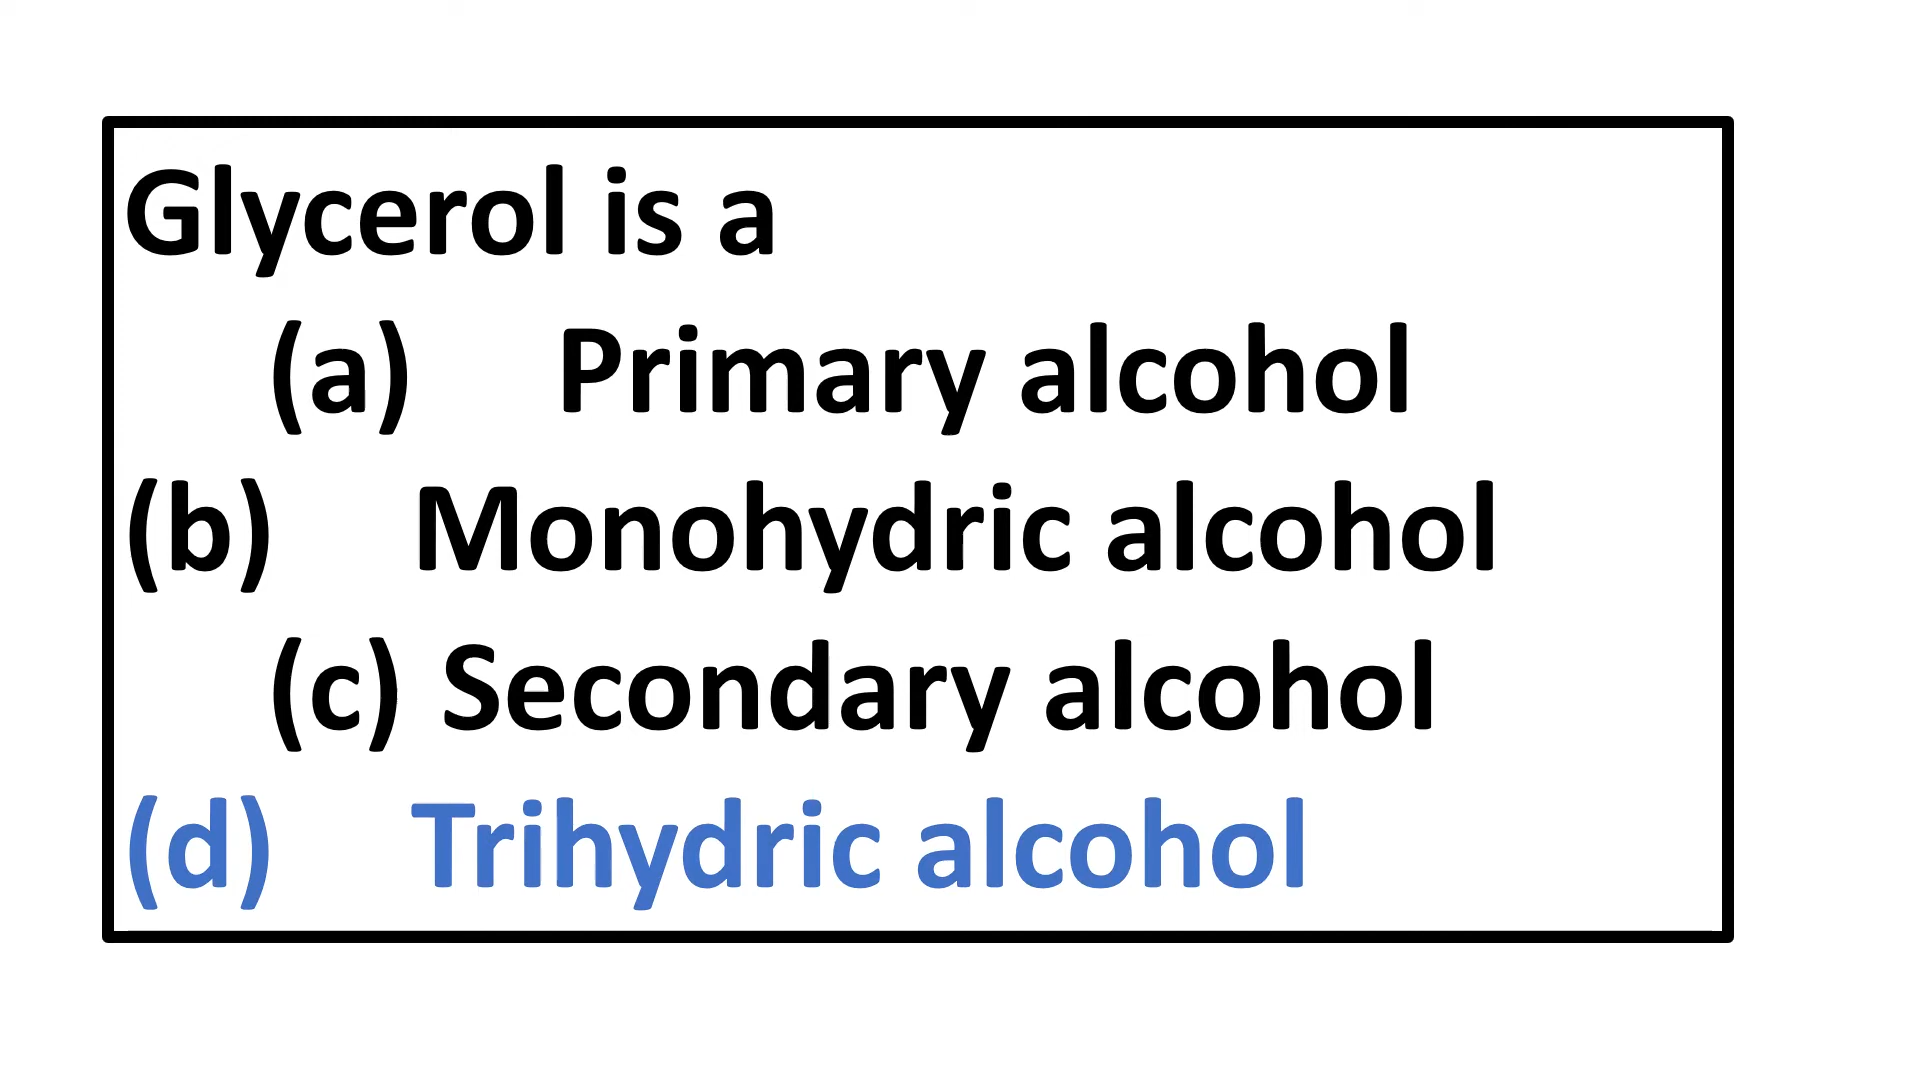 Glycerol is a
(a) Primary alcohol
(b) Monohydric alcohol
(c) Secondary alcohol
(d) Trihydric alcohol